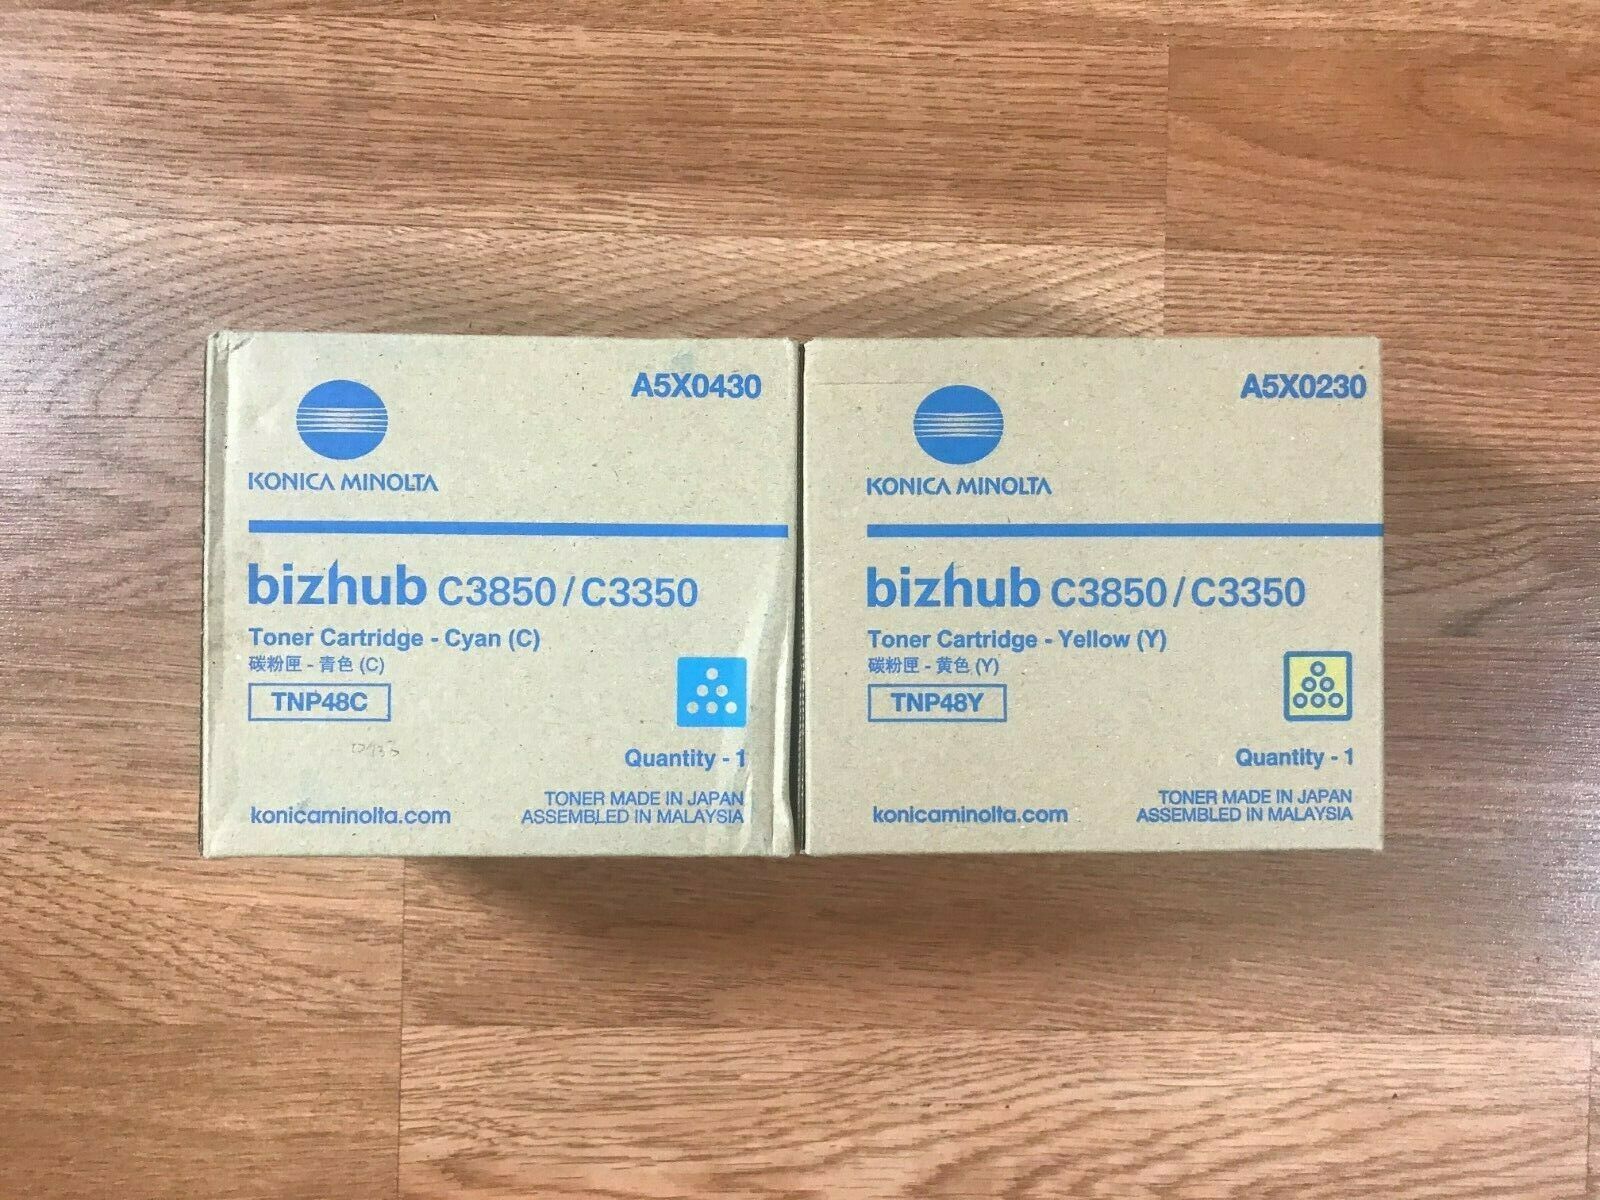 A5X0430
KONICA MINOLTA
bizhub C3850/C3350
Toner Cartridge - Cyan (C)
碳粉匣 - 青色 (C)
TNP48C
Quantity - 1
TONER MADE IN JAPAN
konicaminolta.com ASSEMBLED IN MALAYSIA
A5X0230
KONICA MINOLTA
bizhub C3850/C3350
Toner Cartridge - Yellow (Y)
碳粉匣 - 黄色 (Y)
TNP48Y
Quantity - 1
TONER MADE IN JAPAN
konicaminolta.com ASSEMBLED IN MALAYSIA